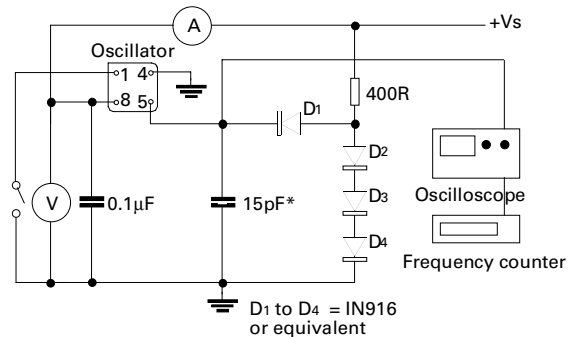 A
+Vs
Oscillator
1 4
8 5
400R
D1
D2
D3
D4
V
0.1µF
15pF*
Oscilloscope
Frequency counter
D1 to D4 = IN916
or equivalent